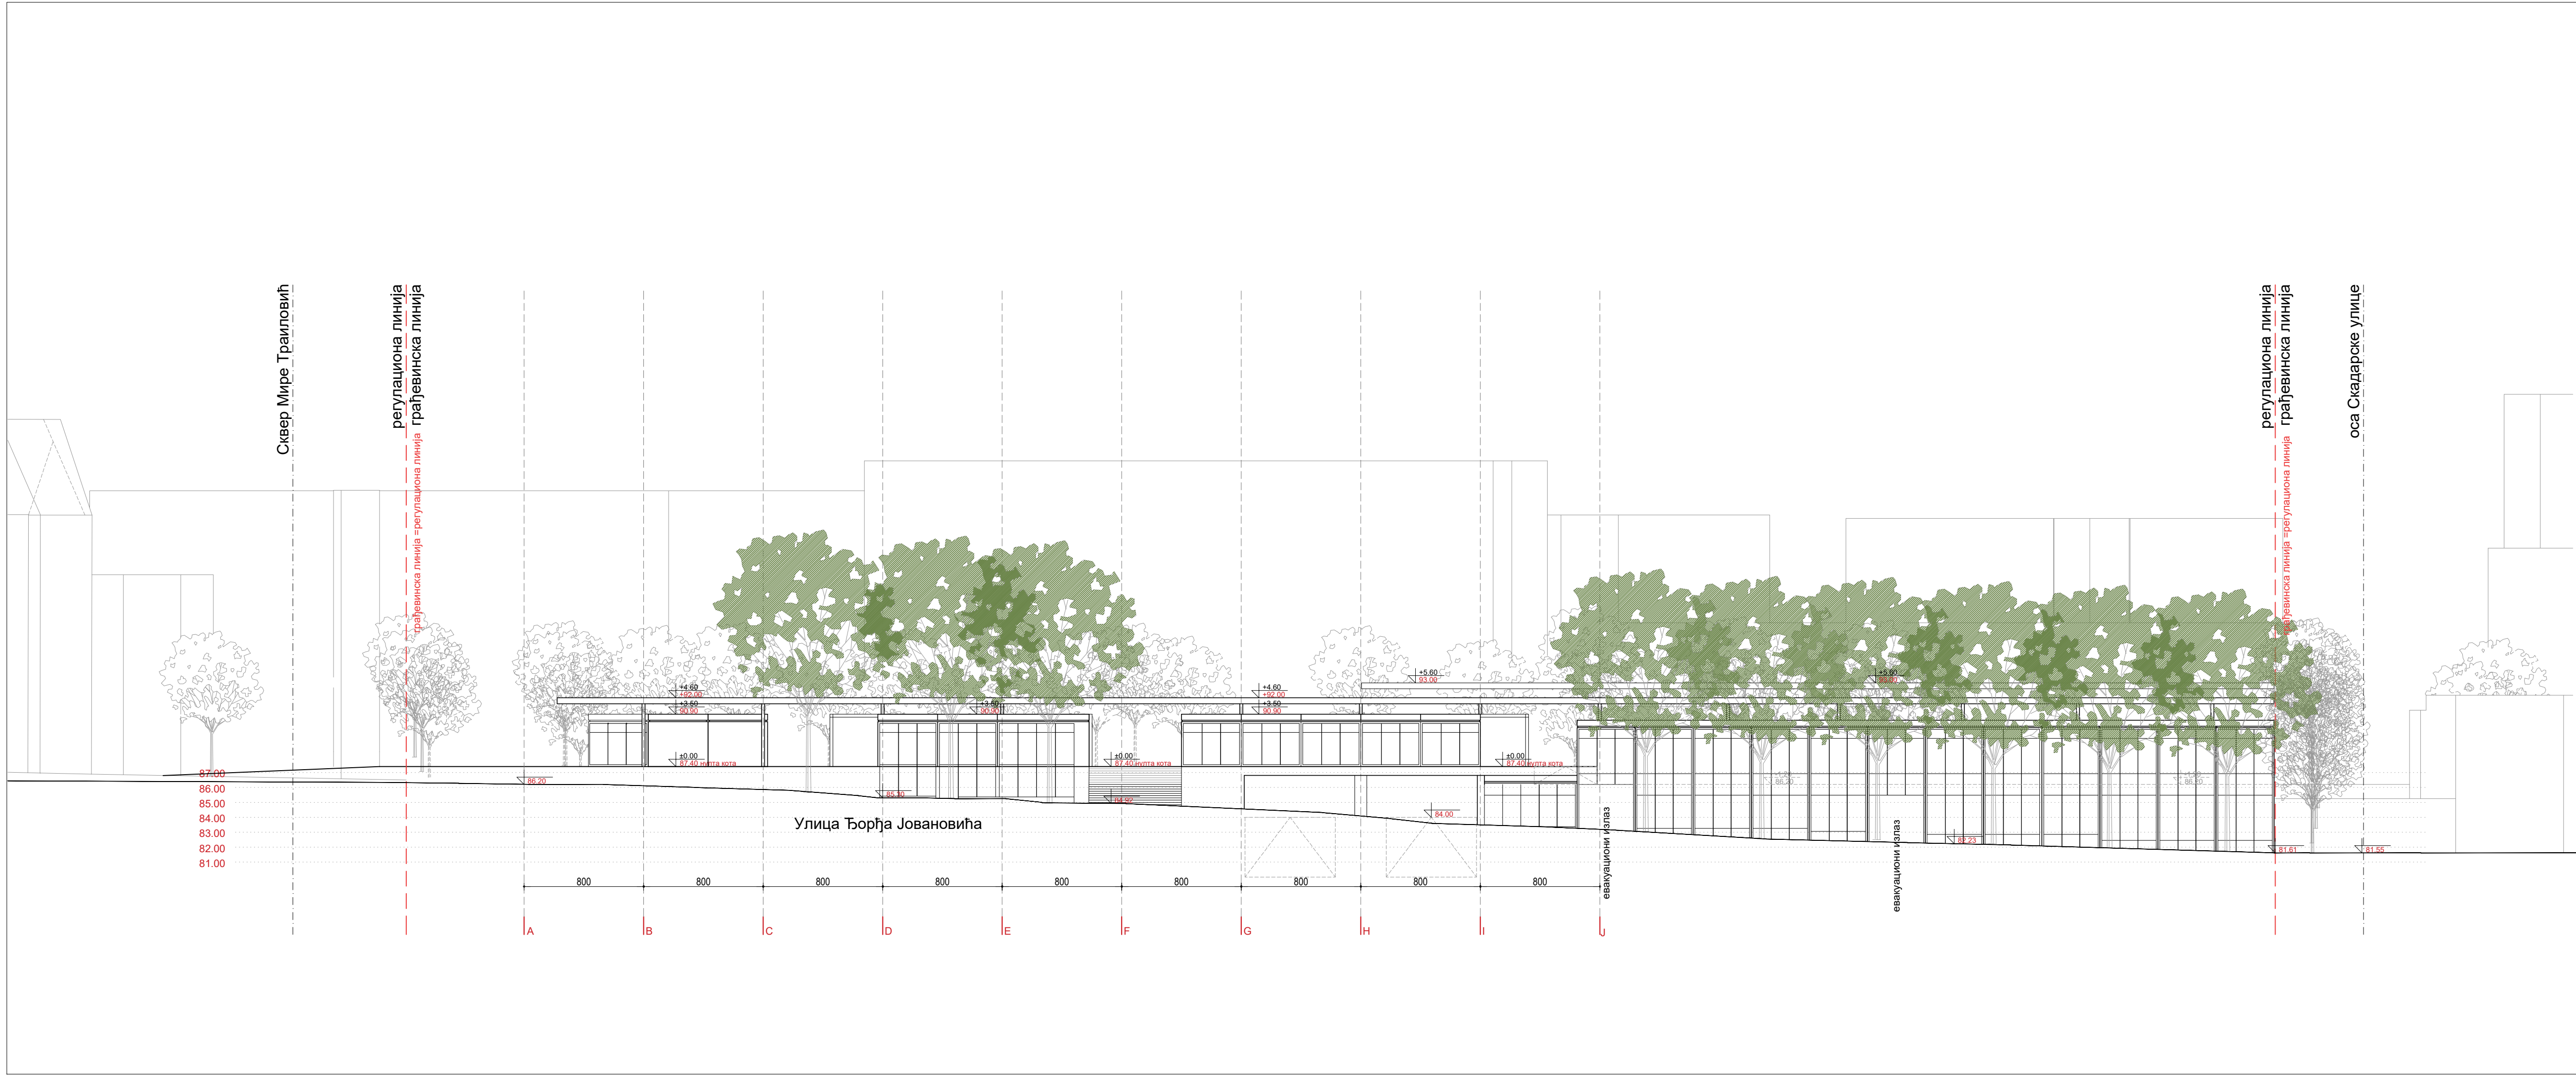 Сквер Мире Траиловић
регулациона линија
грађевинска линија
грађевинска линија =регулациона линија
регулациона линија
грађевинска линија
грађевинска линија =регулациона линија
оса Скадарске улице
+5.60
93.00
+5.60
93.00
+4.60
+92.00
+4.60
+92.00
+3.50
90.90
+3.50
90.90
+3.50
90.90
±0.00
87.40 нулта кота
±0.00
87.40 нулта кота
±0.00
87.40 нулта кота
87.00
86.00
85.00
84.00
83.00
82.00
81.00
86.20
85.30
84.00
82.23
81.61
81.55
86.20
86.20
Улица Ђорђа Јовановића
евакуациони излаз
евакуациони излаз
800 800 800 800 800 800 800 800 800
A B C D E F G H I J